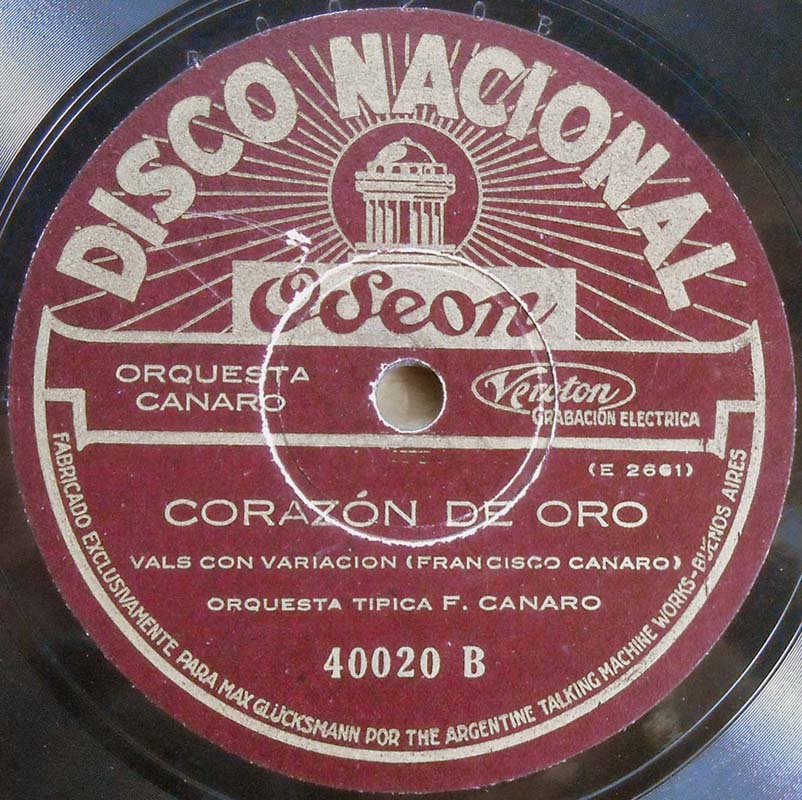 DISCO NACIONAL
Odeon
ORQUESTA
CANARO
Veroton
GRABACIÓN ELECTRICA
(E 2661)
CORAZÓN DE ORO
VALS CON VARIACION (FRANCISCO CANARO)
ORQUESTA TIPICA F. CANARO
40020 B
FABRICADO EXCLUSIVAMENTE PARA MAX GLÜCKSMANN POR THE ARGENTINE TALKING MACHINE WORKS-BUENOS AIRES